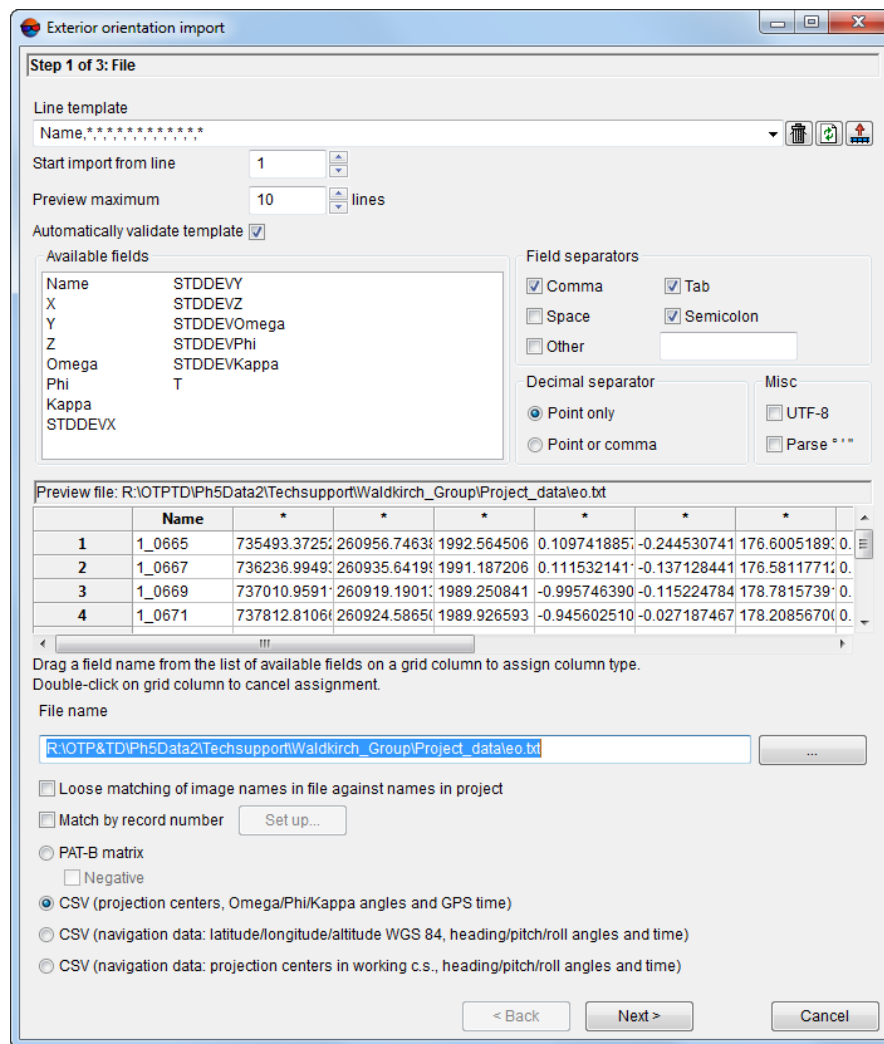 Exterior orientation import
Step 1 of 3: File
Line template
Name,*,*,*,*,*,*,*,*,*,*,*,*
Start import from line 1
Preview maximum 10 lines
Automatically validate template
Available fields
Name STDDEVY
X STDDEVZ
Y STDDEVOmega
Z STDDEVPhi
Omega STDDEVKappa
Phi T
Kappa
STDDEVX
Field separators
Comma Tab
Space Semicolon
Other
Decimal separator
Point only
Point or comma
Misc
UTF-8
Parse ° ' "
Preview file: R:\OTPTD\Ph5Data2\Techsupport\Waldkirch_Group\Project_data\eo.txt
Name * * * * * *
1 1_0665 735493.37252 260956.74638 1992.564506 0.1097418857 -0.244530741 176.60051893 0.
2 1_0667 736236.9949 260935.64199 1991.187206 0.111532141 -0.137128441 176.58117712 0.
3 1_0669 737010.9591 260919.1901 1989.250841 -0.995746390 -0.115224784 178.7815739 0.
4 1_0671 737812.8106 260924.58650 1989.926593 -0.945602510 -0.027187467 178.20856700 0.
Drag a field name from the list of available fields on a grid column to assign column type.
Double-click on grid column to cancel assignment.
File name
R:\OTP&TD\Ph5Data2\Techsupport\Waldkirch_Group\Project_data\eo.txt
...
Loose matching of image names in file against names in project
Match by record number Set up...
PAT-B matrix
Negative
CSV (projection centers, Omega/Phi/Kappa angles and GPS time)
CSV (navigation data: latitude/longitude/altitude WGS 84, heading/pitch/roll angles and time)
CSV (navigation data: projection centers in working c.s., heading/pitch/roll angles and time)
< Back Next > Cancel